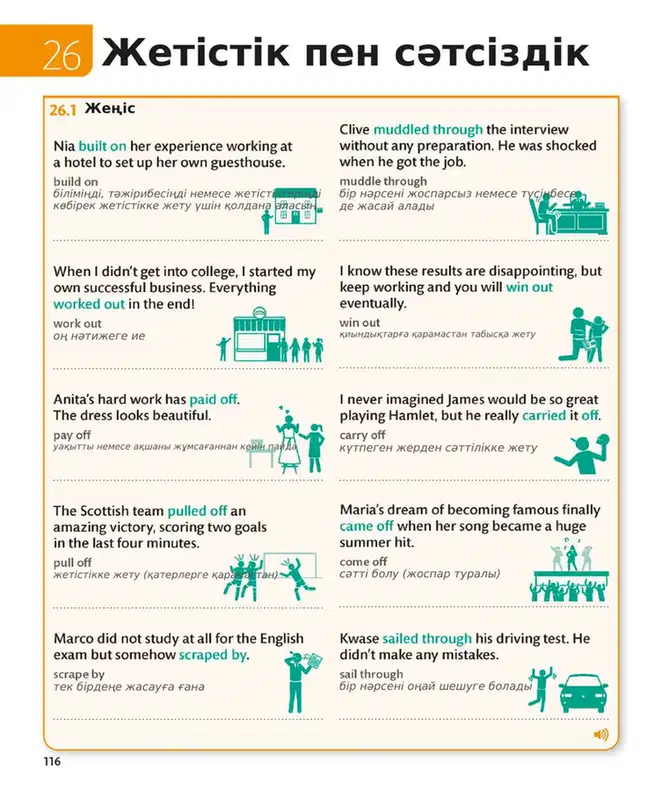 26
Жетістік пен сәтсіздік
26.1 Жеңіс
Nia built on her experience working at
a hotel to set up her own guesthouse.
build on
біліміңді, тәжірибесіңді немесе
көбірек жетістікке жету үшін қолдана аласың
Clive muddled through the interview
without any preparation. He was shocked
when he got the job.
muddle through
бір нәрсені жоспарсыз немесе түсінбесе
де жасай алады
When I didn't get into college, I started my
own successful business. Everything
worked out in the end!
work out
оң нәтижеге ие
I know these results are disappointing, but
keep working and you will win out
eventually.
win out
қиындықтарға қарамастан табысқа жету
Anita's hard work has paid off.
The dress looks beautiful.
pay off
уақытты немесе ақшаны жұмсағаннан кейін пайда
I never imagined James would be so great
playing Hamlet, but he really carried it off.
carry off
күтпеген жерден сәттілікке жету
The Scottish team pulled off an
amazing victory, scoring two goals
in the last four minutes.
pull off
жетістікке жету (қатерлерге қарамастан)
Maria's dream of becoming famous finally
came off when her song became a huge
summer hit.
come off
сәтті болу (жоспар туралы)
Marco did not study at all for the English
exam but somehow scraped by.
scrape by
тек бірдеңе жасауға ғана
Kwase sailed through his driving test. He
didn't make any mistakes.
sail through
бір нәрсені оңай шешуге болады
116